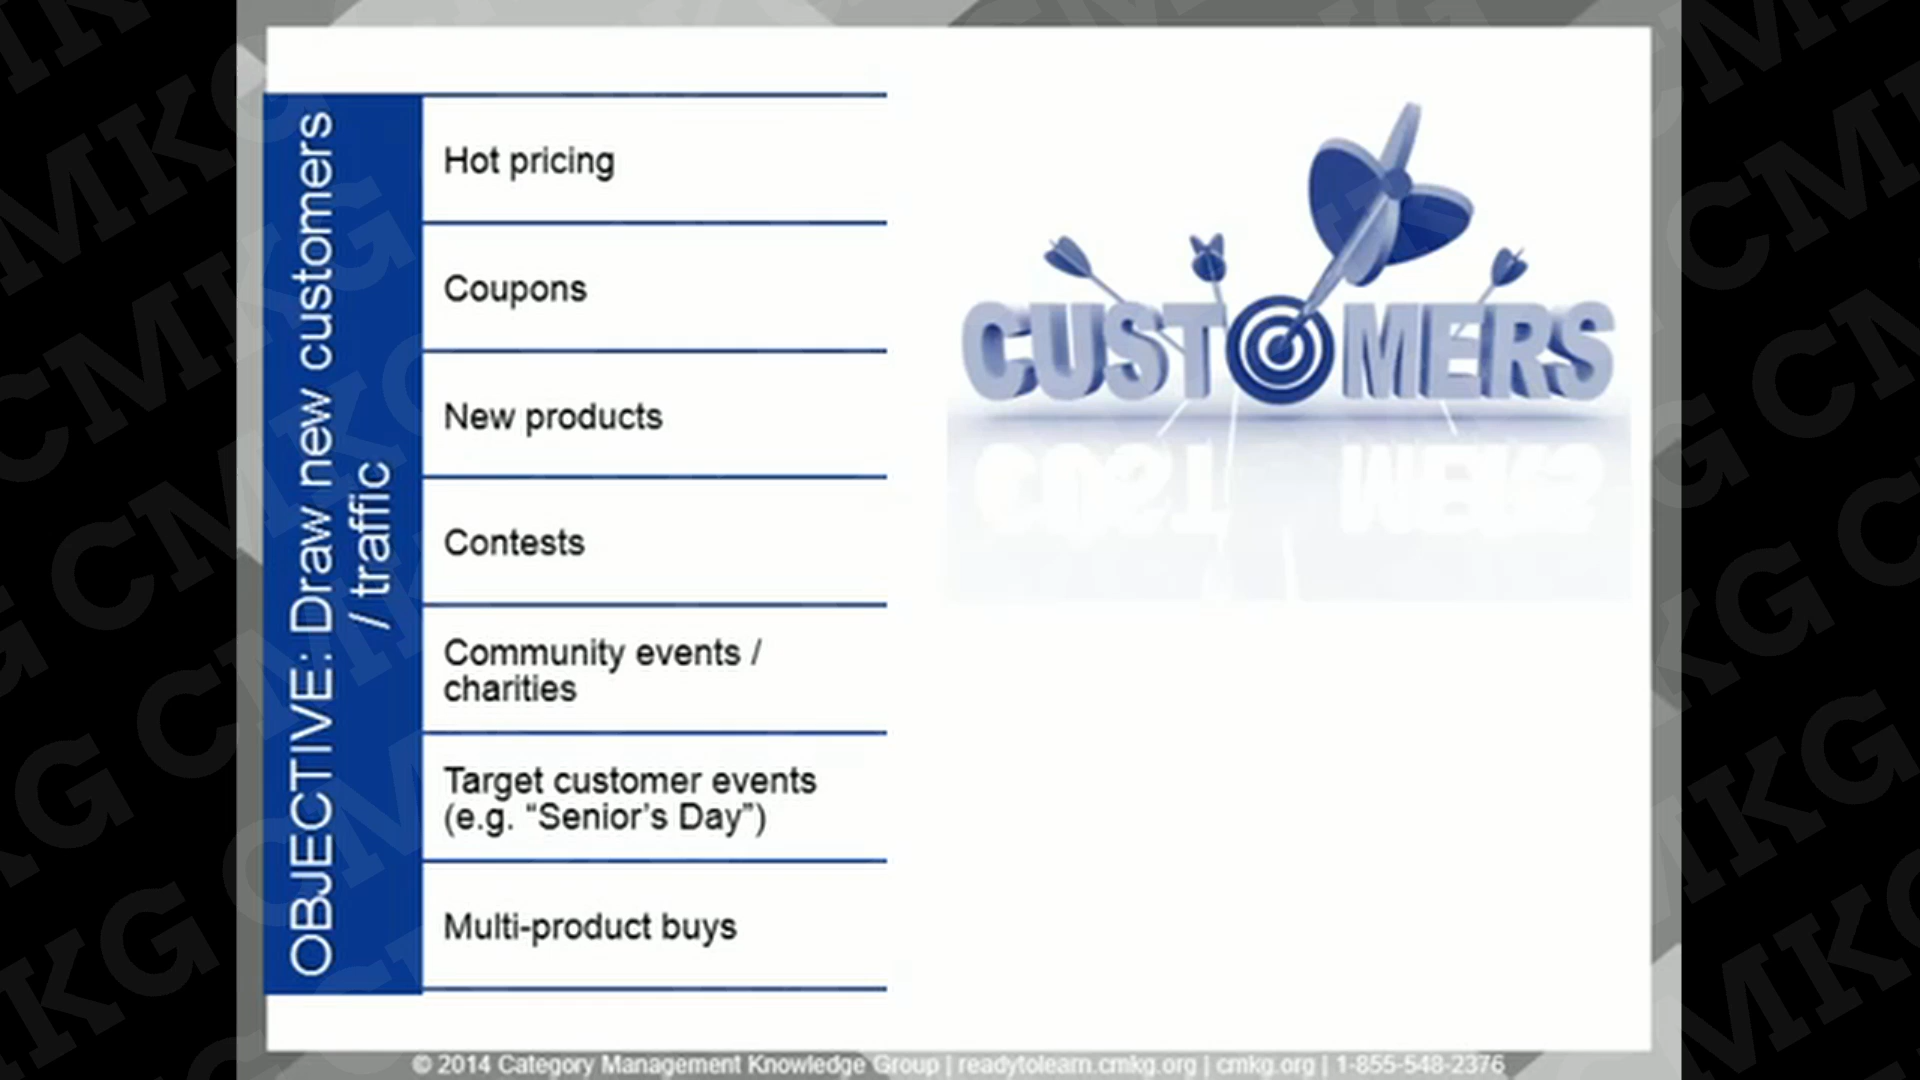 OBJECTIVE: Draw new customers
/ traffic
Hot pricing
Coupons
New products
Contests
Community events /
charities
Target customer events
(e.g. “Senior’s Day”)
Multi-product buys
CUSTOMERS
© 2014 Category Management Knowledge Group | readytolearn.cmkg.org | cmkg.org | 1-855-548-2376